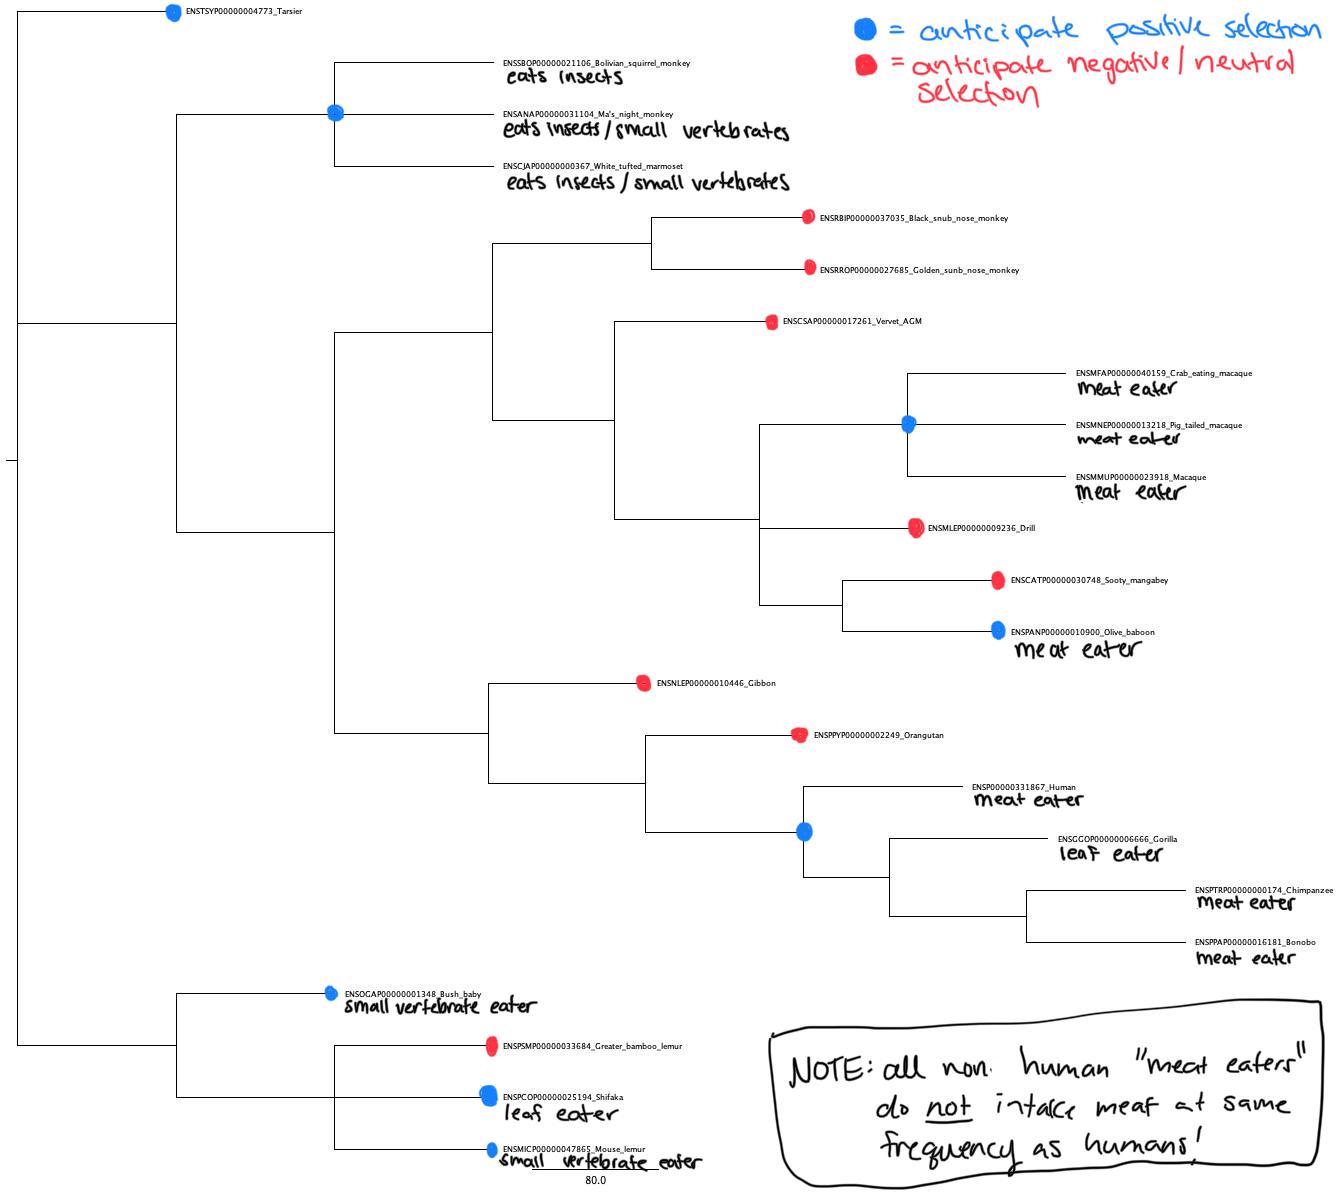 ENSTSYP00000004773_Tarsier
= anticipate positive selection
= anticipate negative/neutral
selection
ENSSBOP00000021106_Bolivian_squirrel_monkey
eats insects
ENSANAP00000031104_Ma's_night_monkey
eats insects/small vertebrates
ENSCJAP00000000367_White_tufted_marmoset
eats insects/small vertebrates
ENSRBIP00000037035_Black_snub_nose_monkey
ENSRROP00000027685_Golden_sunb_nose_monkey
ENSCSAP00000017261_Vervet_AGM
ENSMFAP00000040159_Crab_eating_macaque
meat eater
ENSMNEP00000013218_Pig_tailed_macaque
meat eater
ENSMMUP00000023918_Macaque
meat eater
ENSMLEP00000009236_Drill
ENSCATP00000030748_Sooty_mangabey
ENSPANP00000010900_Olive_baboon
meat eater
ENSNLEP00000010446_Gibbon
ENSPPYP00000002249_Orangutan
ENSP00000331867_Human
meat eater
ENSGGOP00000006666_Gorilla
leaf eater
ENSPTRP00000000174_Chimpanzee
meat eater
ENSPPAP00000016181_Bonobo
meat eater
ENSOGAP00000001348_Bush_baby
small vertebrate eater
ENSPSMP00000033684_Greater_bamboo_lemur
ENSPCOP00000025194_Shifaka
leaf eater
ENSMICP00000047865_Mouse_lemur
small vertebrate eater
80.0
NOTE: all non. human "meat eaters"
do not intake meat at same
frequency as humans!